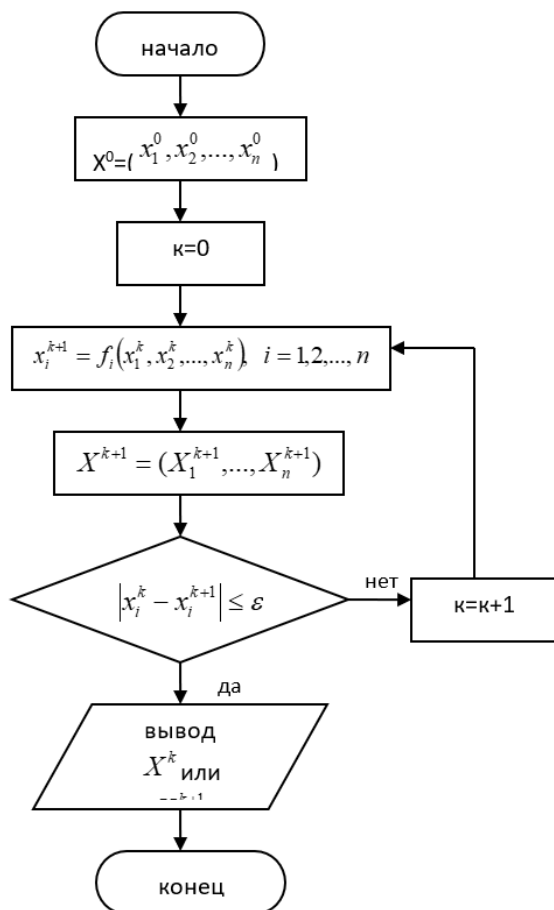 начало
X⁰=( x₁⁰, x₂⁰,..., xₙ⁰ )
к=0
xᵢᵏ⁺¹ = fᵢ(x₁ᵏ, x₂ᵏ,..., xₙᵏ), i = 1,2,..., n
Xᵏ⁺¹ = (X₁ᵏ⁺¹,..., Xₙᵏ⁺¹)
|xᵢᵏ − xᵢᵏ⁺¹| ≤ ε
нет
к=к+1
да
вывод
Xᵏ или
конец